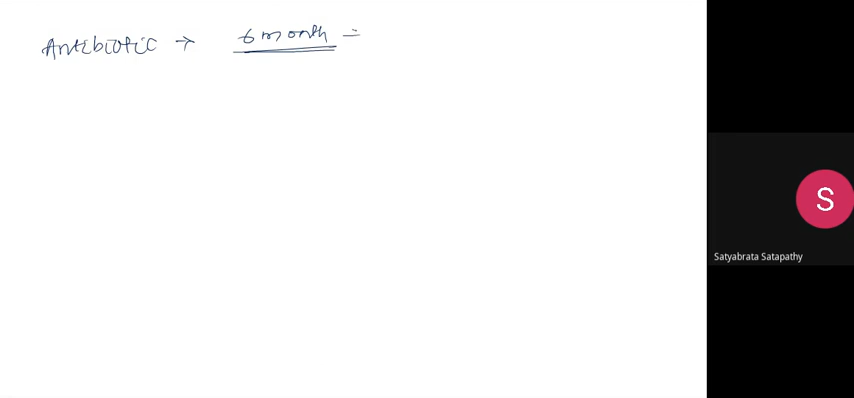 Antibiotic → 6 month =
S
Satyabrata Satapathy